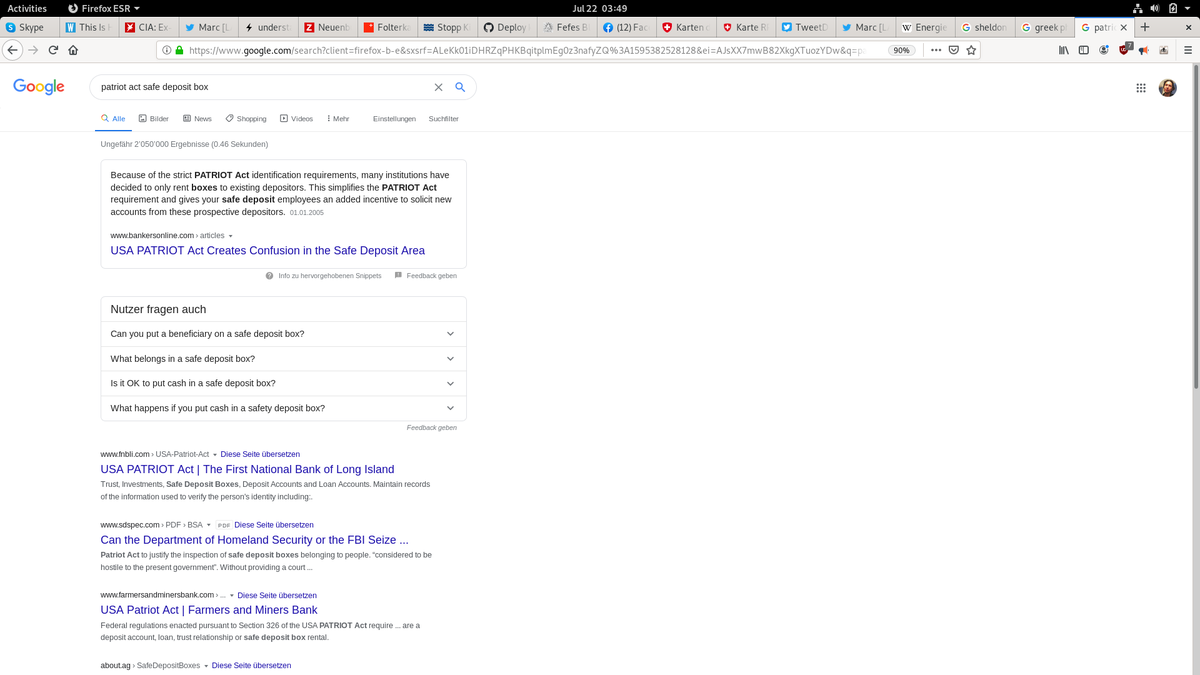 Activities Firefox ESR Jul 22 03:49
Skype This Is CIA: Ex- Marc [L underst Neuenb Folterka Stopp K Deploy Fefes B (12) Face Karten Karte R TweetD Marc [L Energie sheldon greek p patri
https://www.google.com/search?client=firefox-b-e&sxsrf= 90%
Google patriot act safe deposit box
Alle Bilder News Shopping Videos Mehr Einstellungen Suchfilter
Ungefähr 2'050'000 Ergebnisse (0.46 Sekunden)
Because of the strict PATRIOT Act identification requirements, many institutions have
decided to only rent boxes to existing depositors. This simplifies the PATRIOT Act
requirement and gives your safe deposit employees an added incentive to solicit new
accounts from these prospective depositors. 01.01.2005
www.bankersonline.com › articles
USA PATRIOT Act Creates Confusion in the Safe Deposit Area
Info zu hervorgehobenen Snippets Feedback geben
Nutzer fragen auch
Can you put a beneficiary on a safe deposit box?
What belongs in a safe deposit box?
Is it OK to put cash in a safe deposit box?
What happens if you put cash in a safety deposit box?
Feedback geben
www.fnbli.com › USA-Patriot-Act Diese Seite übersetzen
USA PATRIOT Act | The First National Bank of Long Island
Trust, Investments, Safe Deposit Boxes, Deposit Accounts and Loan Accounts. Maintain records
of the information used to verify the person's identity including:.
www.sdspec.com › PDF › BSA PDF Diese Seite übersetzen
Can the Department of Homeland Security or the FBI Seize ...
Patriot Act to justify the inspection of safe deposit boxes belonging to people. "considered to be
hostile to the present government". Without providing a court ...
www.farmersandminersbank.com › ... Diese Seite übersetzen
USA Patriot Act | Farmers and Miners Bank
Federal regulations enacted pursuant to Section 326 of the USA PATRIOT Act require ... are a
deposit account, loan, trust relationship or safe deposit box rental.
about.ag › SafeDepositBoxes Diese Seite übersetzen